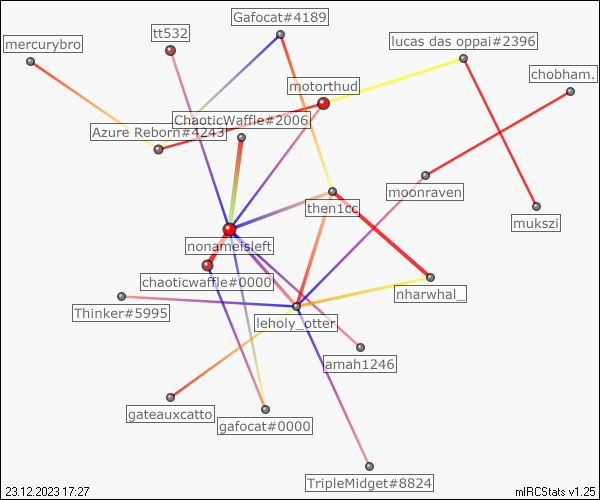 Gafocat#4189
tt532
mercurybro
lucas das oppai#2396
chobham.
motorthud
ChaoticWaffle#2006
Azure Reborn#4243
moonraven
then1cc
mukszi
nonameisleft
chaoticwaffle#0000
nharwhal_
Thinker#5995
leholy_otter
amah1246
gateauxcatto
gafocat#0000
TripleMidget#8824
23.12.2023 17:27
mIRCStats v1.25